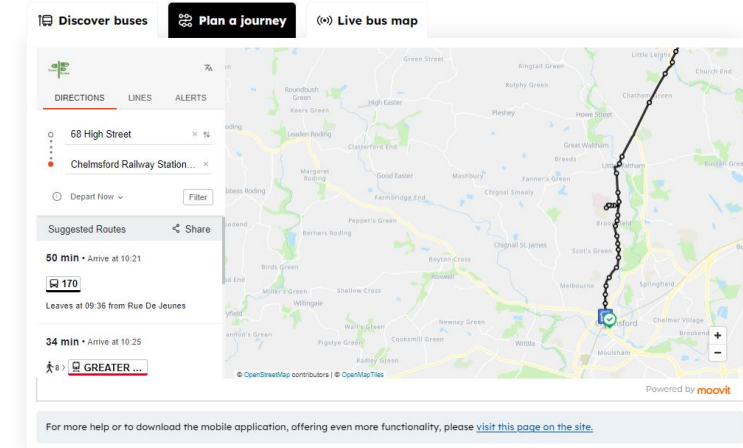 Discover buses
Plan a journey
Live bus map
DIRECTIONS LINES ALERTS
68 High Street
Chelmsford Railway Station...
Depart Now
Filter
Suggested Routes
Share
50 min • Arrive at 10:21
170
Leaves at 09:36 from Rue De Jeunes
34 min • Arrive at 10:25
8 > GREATER ...
Green Street
Little Leighs
Ringtail Green
Church End
Rolphy Green
Roundbush Green
High Easter
Chatham Green
Keers Green
Pleshey
Howe Street
Leaden Roding
Clatterford End
Great Waltham
Breeds
Little Waltham
Margaret Roding
Good Easter
Mashbury
Fanner's Green
Farmbridge End
Chignal Smealy
Pepper's Green
Berners Roding
Chignal St. James
Scot's Green
Boyton Cross
Birds Green
Roxwell
Miller's Green
Shallow Cross
Melbourne
Springfield
Willingale
Newney Green
Chelmer Village
Wait's Green
Cooksmill Green
Writtle
Pigstye Green
Moulsham
Radley Green
+
−
© OpenStreetMap contributors | © OpenMapTiles
Powered by moovit
For more help or to download the mobile application, offering even more functionality, please visit this page on the site.